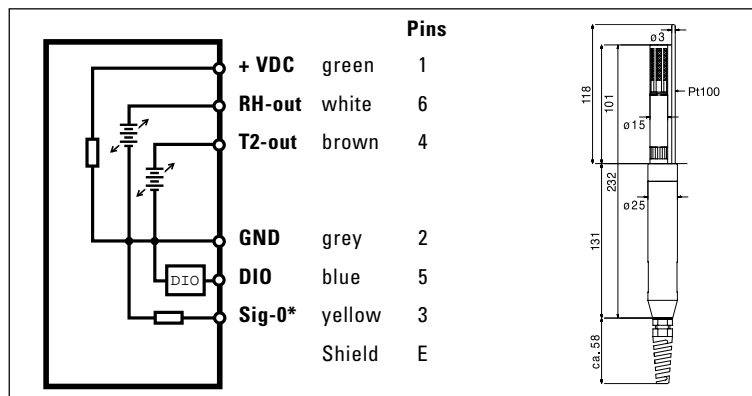 Pins
+ VDC green 1
RH-out white 6
T2-out brown 4
GND grey 2
DIO DIO blue 5
Sig-0* yellow 3
Shield E
ø3
Pt100
118
101
ø15
232
ø25
131
ca.58